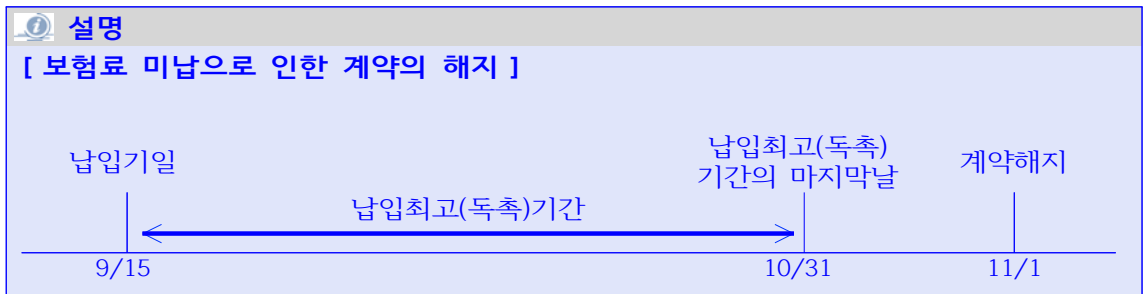 설명
[ 보험료 미납으로 인한 계약의 해지 ]
납입기일
납입최고(독촉)
기간의 마지막날
계약해지
납입최고(독촉)기간
9/15
10/31
11/1